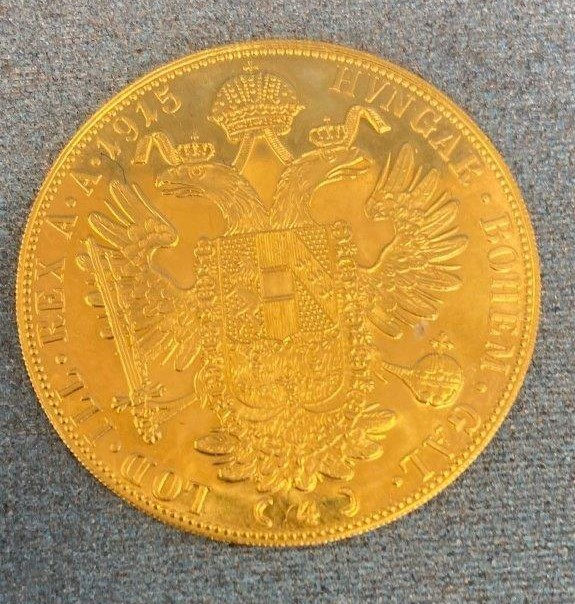 HVNGAR · BOHEM · GAL ·
LOD · ILL · REX A · A · 1915
( 4 )